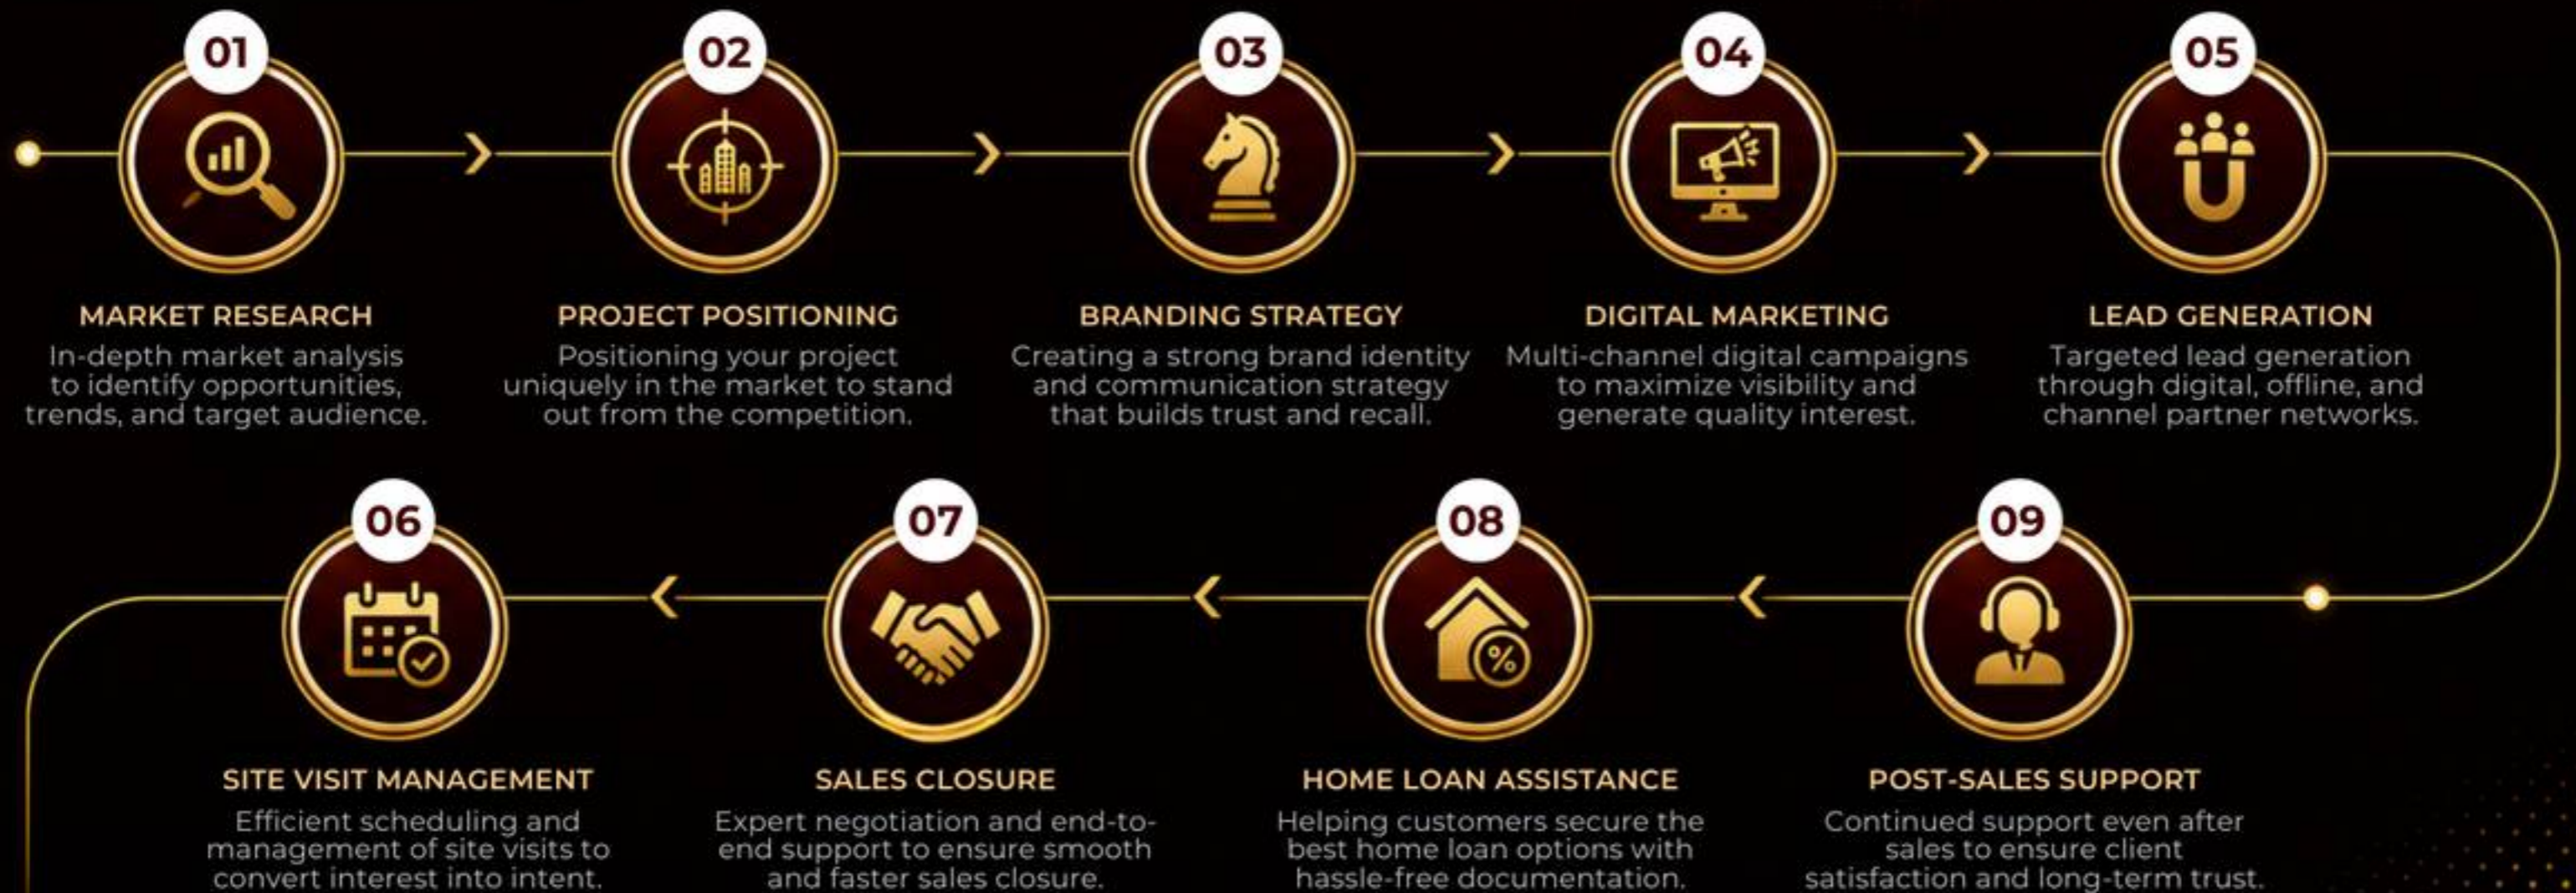 01
MARKET RESEARCH
In-depth market analysis
to identify opportunities,
trends, and target audience.
02
PROJECT POSITIONING
Positioning your project
uniquely in the market to stand
out from the competition.
03
BRANDING STRATEGY
Creating a strong brand identity
and communication strategy
that builds trust and recall.
04
DIGITAL MARKETING
Multi-channel digital campaigns
to maximize visibility and
generate quality interest.
05
LEAD GENERATION
Targeted lead generation
through digital, offline, and
channel partner networks.
06
SITE VISIT MANAGEMENT
Efficient scheduling and
management of site visits to
convert interest into intent.
07
SALES CLOSURE
Expert negotiation and end-to-
end support to ensure smooth
and faster sales closure.
08
%
HOME LOAN ASSISTANCE
Helping customers secure the
best home loan options with
hassle-free documentation.
09
POST-SALES SUPPORT
Continued support even after
sales to ensure client
satisfaction and long-term trust.